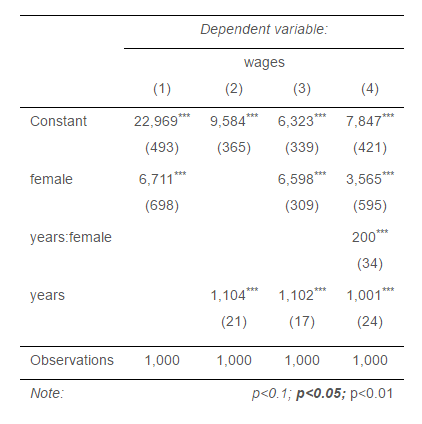 Dependent variable:
wages
(1) (2) (3) (4)
Constant 22,969*** 9,584*** 6,323*** 7,847***
(493) (365) (339) (421)
female 6,711*** 6,598*** 3,565***
(698) (309) (595)
years:female 200***
(34)
years 1,104*** 1,102*** 1,001***
(21) (17) (24)
Observations 1,000 1,000 1,000 1,000
Note: p<0.1; p<0.05; p<0.01